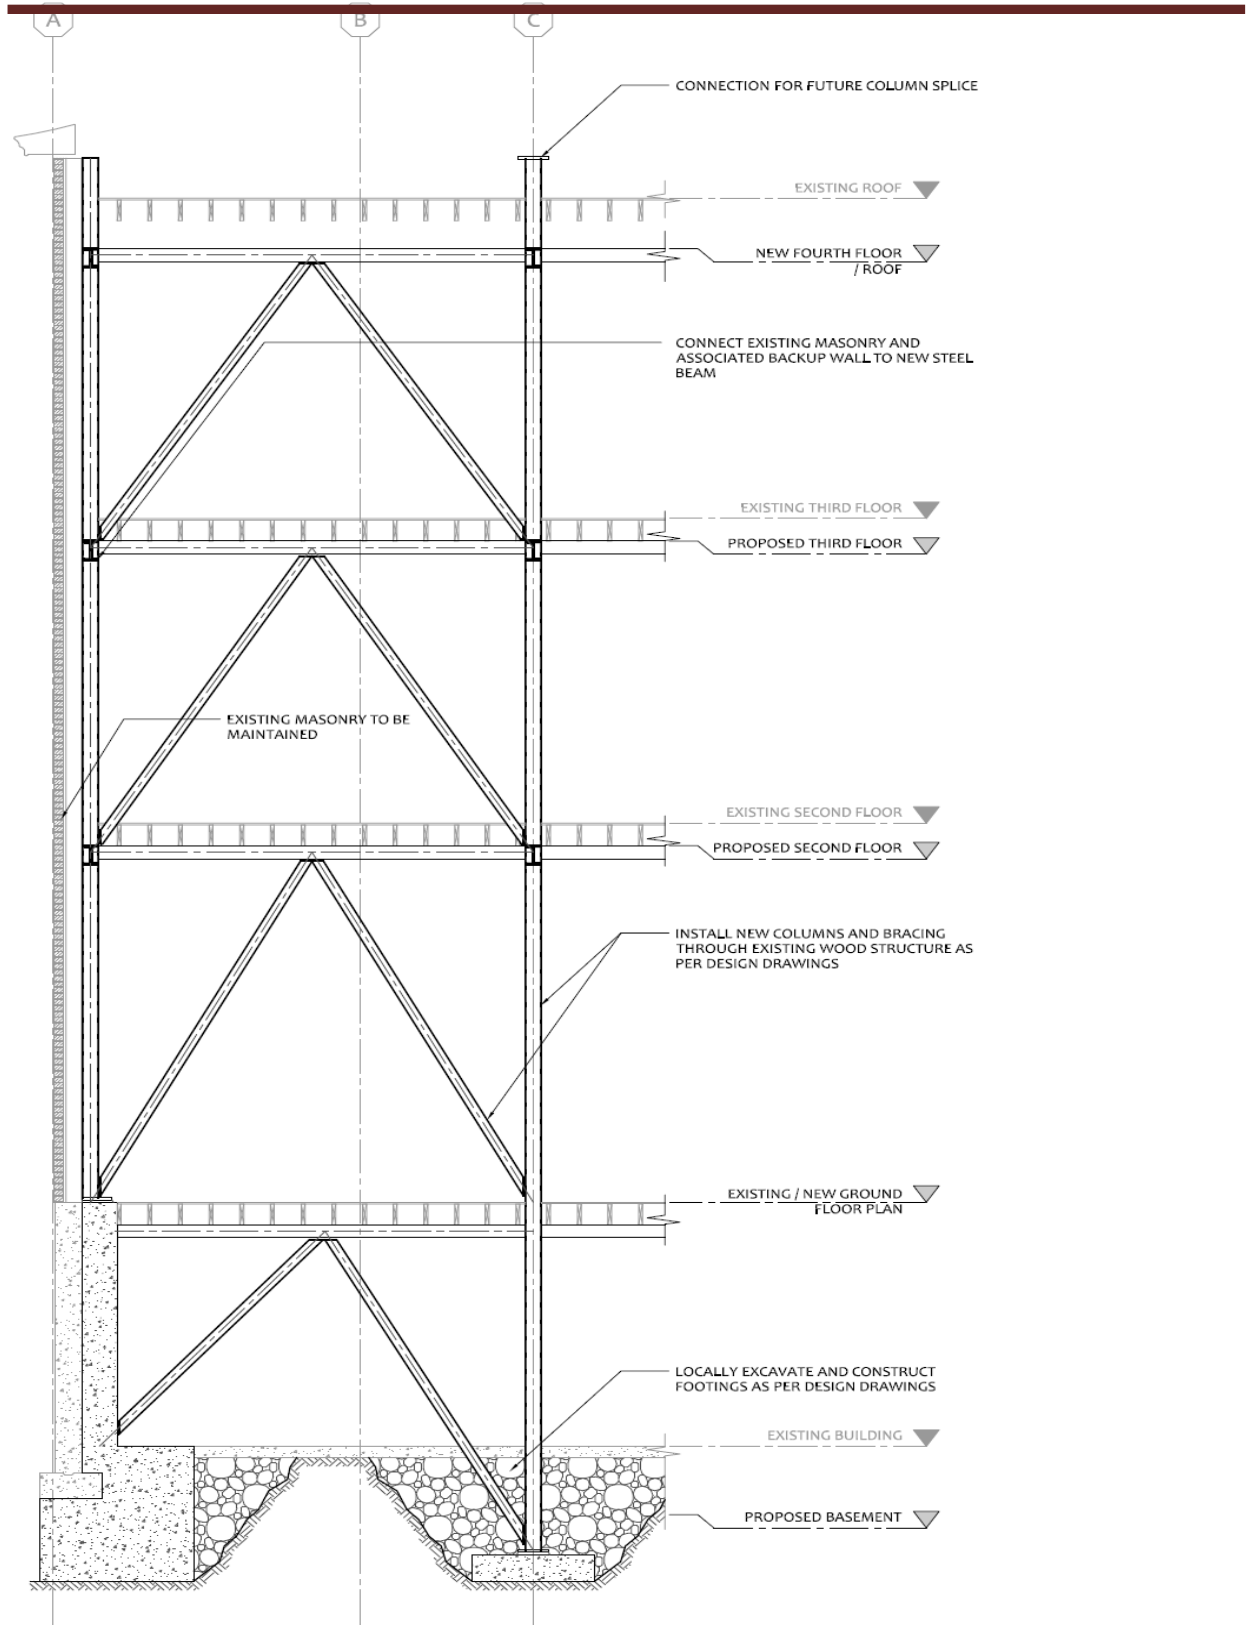 A
B
C
CONNECTION FOR FUTURE COLUMN SPLICE
EXISTING ROOF
NEW FOURTH FLOOR
/ ROOF
CONNECT EXISTING MASONRY AND
ASSOCIATED BACKUP WALL TO NEW STEEL
BEAM
EXISTING THIRD FLOOR
PROPOSED THIRD FLOOR
EXISTING MASONRY TO BE
MAINTAINED
EXISTING SECOND FLOOR
PROPOSED SECOND FLOOR
INSTALL NEW COLUMNS AND BRACING
THROUGH EXISTING WOOD STRUCTURE AS
PER DESIGN DRAWINGS
EXISTING / NEW GROUND
FLOOR PLAN
LOCALLY EXCAVATE AND CONSTRUCT
FOOTINGS AS PER DESIGN DRAWINGS
EXISTING BUILDING
PROPOSED BASEMENT